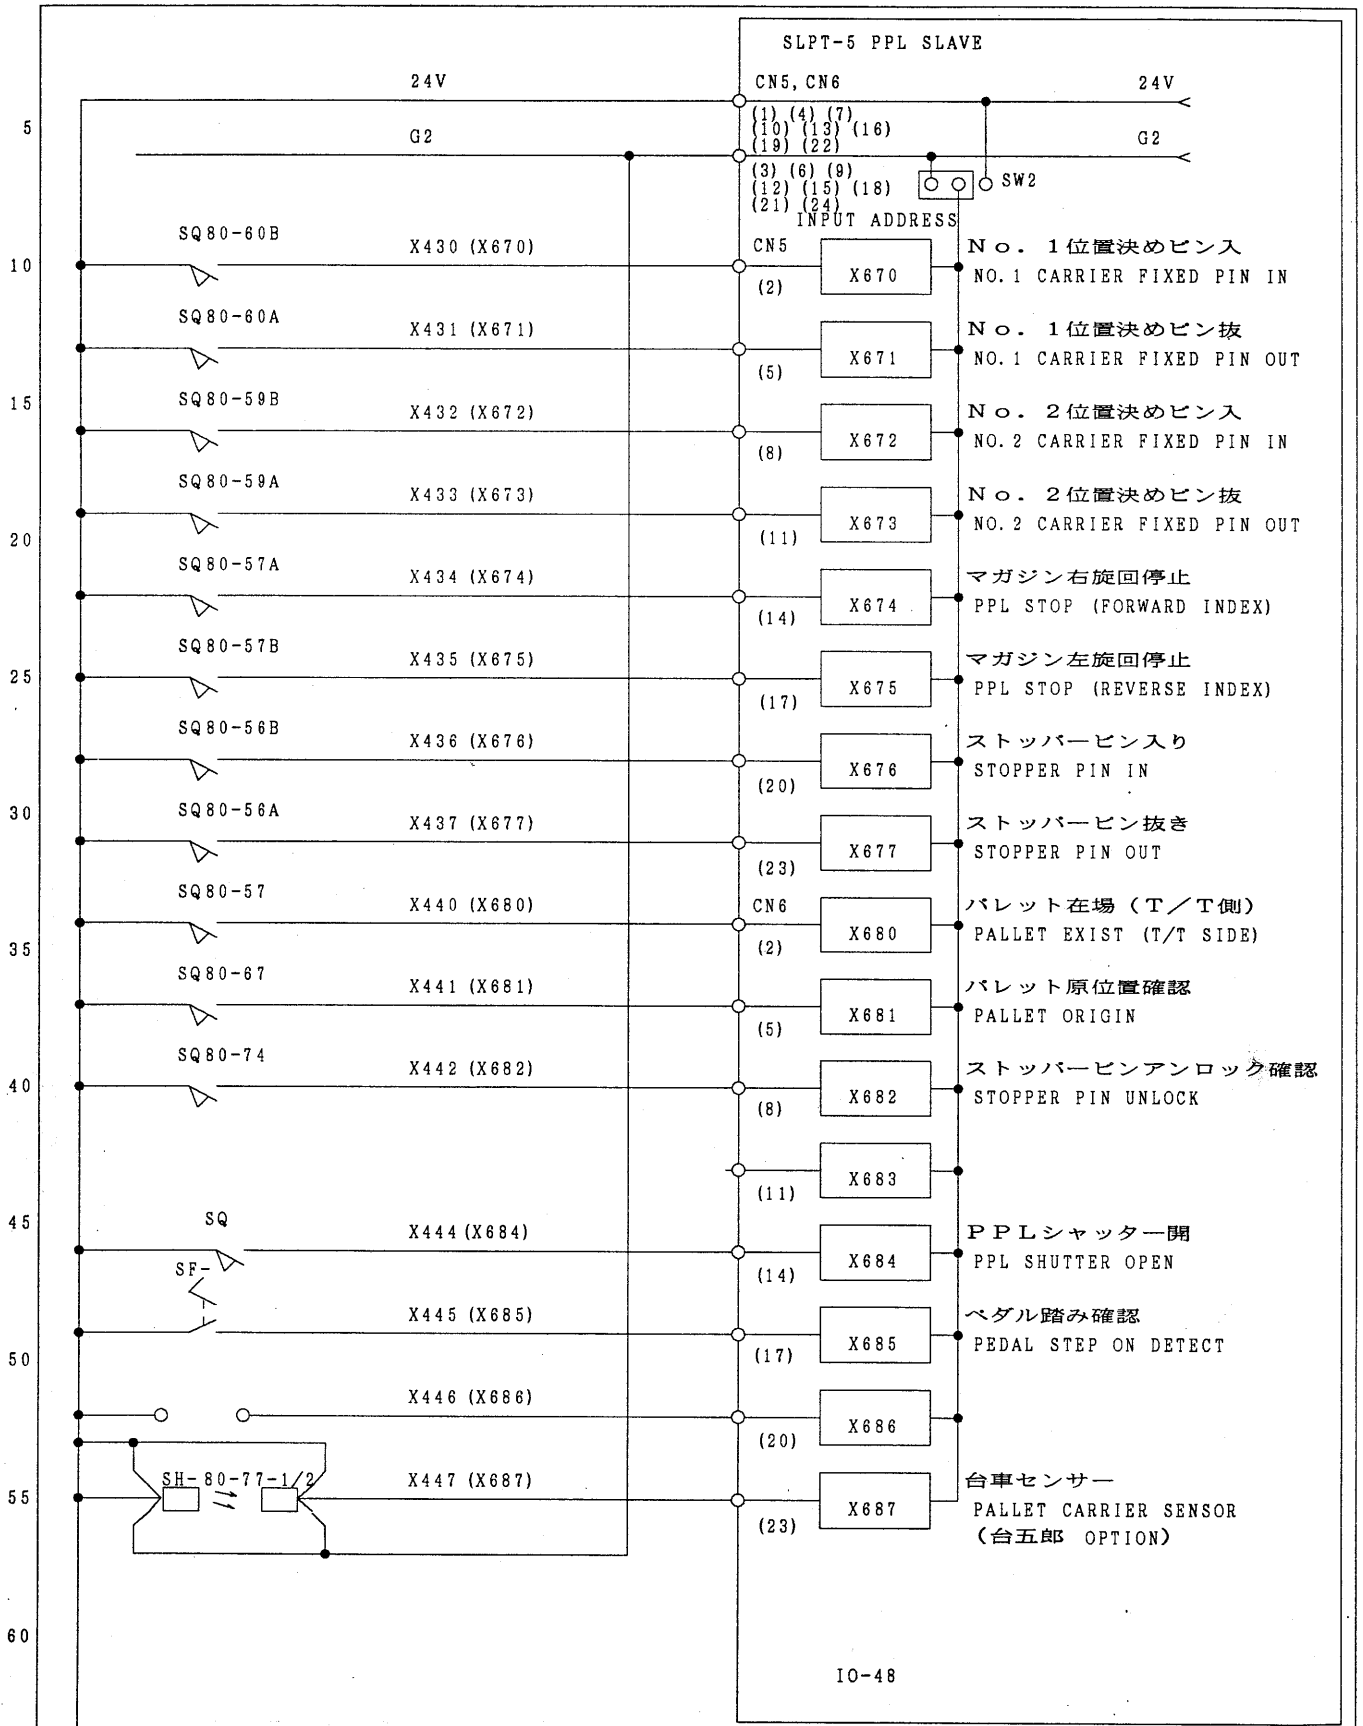 SLPT-5 PPL SLAVE
24V
CN5, CN6
24V
(1) (4) (7)
5
(10) (13) (16)
G2
(19) (22)
G2
(3) (6) (9)
SW2
(12) (15) (18)
(21) (24)
INPUT ADDRESS
SQ80-60B
X430 (X670)
CN5
No. 1位置決めピン入
10
(2)
X670
NO.1 CARRIER FIXED PIN IN
SQ80-60A
X431 (X671)
No. 1位置決めピン抜
(5)
X671
NO.1 CARRIER FIXED PIN OUT
15
SQ80-59B
X432 (X672)
No. 2位置決めピン入
(8)
X672
NO.2 CARRIER FIXED PIN IN
SQ80-59A
X433 (X673)
No. 2位置決めピン抜
20
(11)
X673
NO.2 CARRIER FIXED PIN OUT
SQ80-57A
X434 (X674)
マガジン右旋回停止
(14)
X674
PPL STOP (FORWARD INDEX)
SQ80-57B
X435 (X675)
マガジン左旋回停止
25
(17)
X675
PPL STOP (REVERSE INDEX)
SQ80-56B
X436 (X676)
ストッパーピン入り
(20)
X676
STOPPER PIN IN
30
SQ80-56A
X437 (X677)
ストッパーピン抜き
(23)
X677
STOPPER PIN OUT
SQ80-57
X440 (X680)
CN6
パレット在場 (T/T側)
35
(2)
X680
PALLET EXIST (T/T SIDE)
SQ80-67
X441 (X681)
パレット原位置確認
(5)
X681
PALLET ORIGIN
SQ80-74
X442 (X682)
ストッパーピンアンロック確認
40
(8)
X682
STOPPER PIN UNLOCK
(11)
X683
45
SQ
X444 (X684)
PPLシャッター開
SF-
(14)
X684
PPL SHUTTER OPEN
X445 (X685)
ペダル踏み確認
50
(17)
X685
PEDAL STEP ON DETECT
X446 (X686)
(20)
X686
SH-80-77-1/2
X447 (X687)
台車センサー
55
(23)
X687
PALLET CARRIER SENSOR
(台五郎 OPTION)
60
IO-48